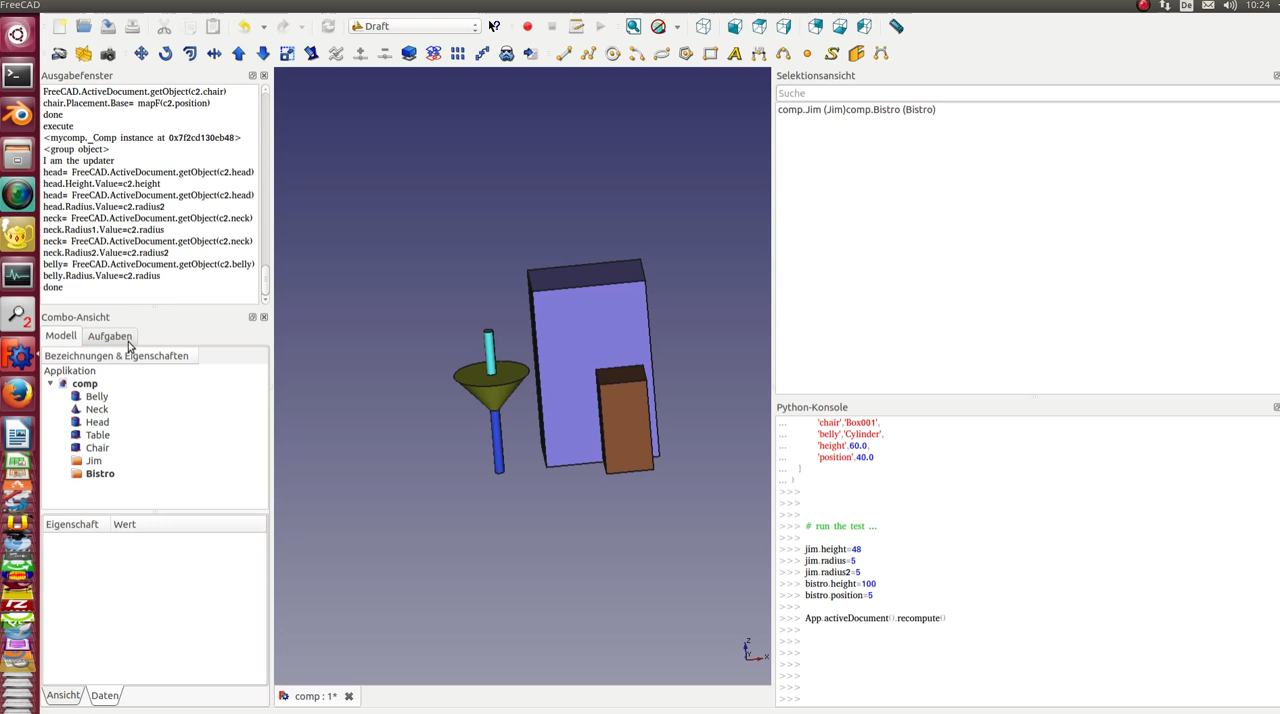 FreeCAD
De
10:24
Draft
Ausgabefenster
FreeCAD.ActiveDocument.getObject(c2.chair)
chair.Placement.Base= mapF(c2.position)
done
execute
<mycomp._Comp instance at 0x7f2cd130eb48>
<group object>
I am the updater
head= FreeCAD.ActiveDocument.getObject(c2.head)
head.Height.Value=c2.height
head= FreeCAD.ActiveDocument.getObject(c2.head)
head.Radius.Value=c2.radius2
neck= FreeCAD.ActiveDocument.getObject(c2.neck)
neck.Radius1.Value=c2.radius
neck= FreeCAD.ActiveDocument.getObject(c2.neck)
neck.Radius2.Value=c2.radius2
belly= FreeCAD.ActiveDocument.getObject(c2.belly)
belly.Radius.Value=c2.radius
done
Combo-Ansicht
Modell Aufgaben
Bezeichnungen & Eigenschaften
Applikation
comp
Belly
Neck
Head
Table
Chair
Jim
Bistro
Eigenschaft Wert
Ansicht Daten
Z
Y
X
comp : 1*
Selektionsansicht
Suche
comp.Jim (Jim)comp.Bistro (Bistro)
Python-Konsole
... 'chair','Box001',
... 'belly','Cylinder',
... 'height',60.0,
... 'position',40.0
... ]
... )
>>>
>>>
>>>
>>> # run the test ...
>>>
>>> jim.height=48
>>> jim.radius=5
>>> jim.radius2=5
>>> bistro.height=100
>>> bistro.position=5
>>>
>>> App.activeDocument().recompute()
>>>
>>>
>>>
>>>
>>>
>>>
>>>
2